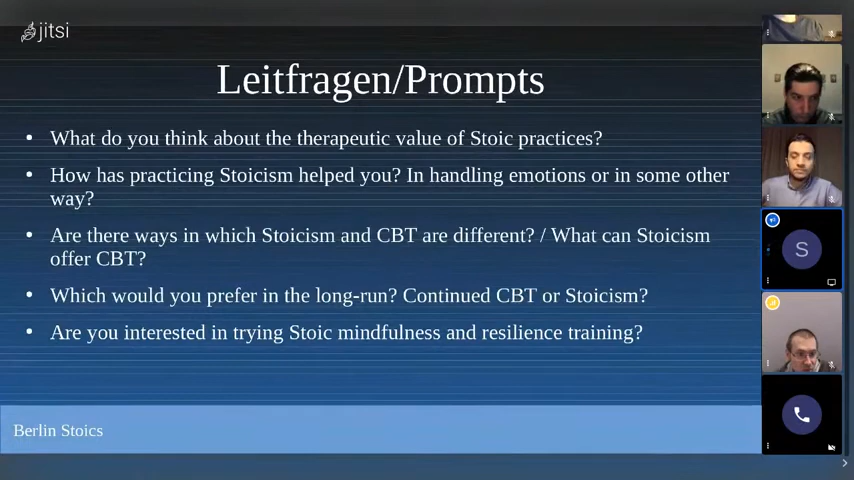 jitsi
Leitfragen/Prompts
• What do you think about the therapeutic value of Stoic practices?
• How has practicing Stoicism helped you? In handling emotions or in some other
way?
• Are there ways in which Stoicism and CBT are different? / What can Stoicism
offer CBT?
• Which would you prefer in the long-run? Continued CBT or Stoicism?
• Are you interested in trying Stoic mindfulness and resilience training?
Berlin Stoics
S